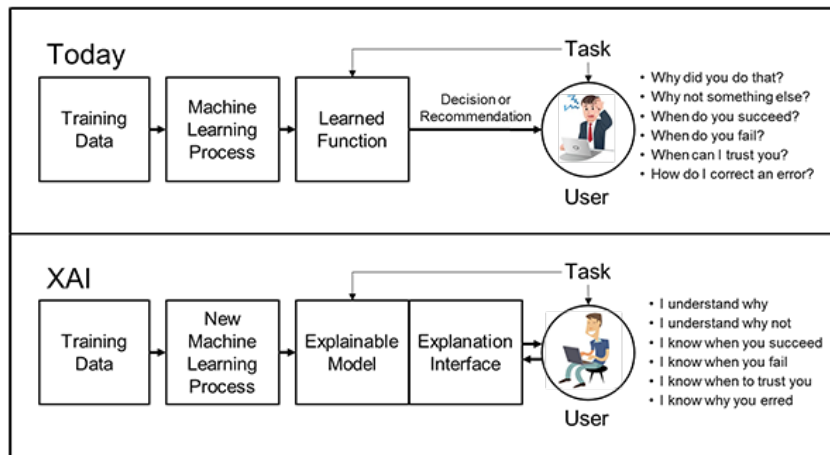 Today
Task
Training
Data
Machine
Learning
Process
Learned
Function
Decision or
Recommendation
User
• Why did you do that?
• Why not something else?
• When do you succeed?
• When do you fail?
• When can I trust you?
• How do I correct an error?
XAI
Task
Training
Data
New
Machine
Learning
Process
Explainable
Model
Explanation
Interface
User
• I understand why
• I understand why not
• I know when you succeed
• I know when you fail
• I know when to trust you
• I know why you erred